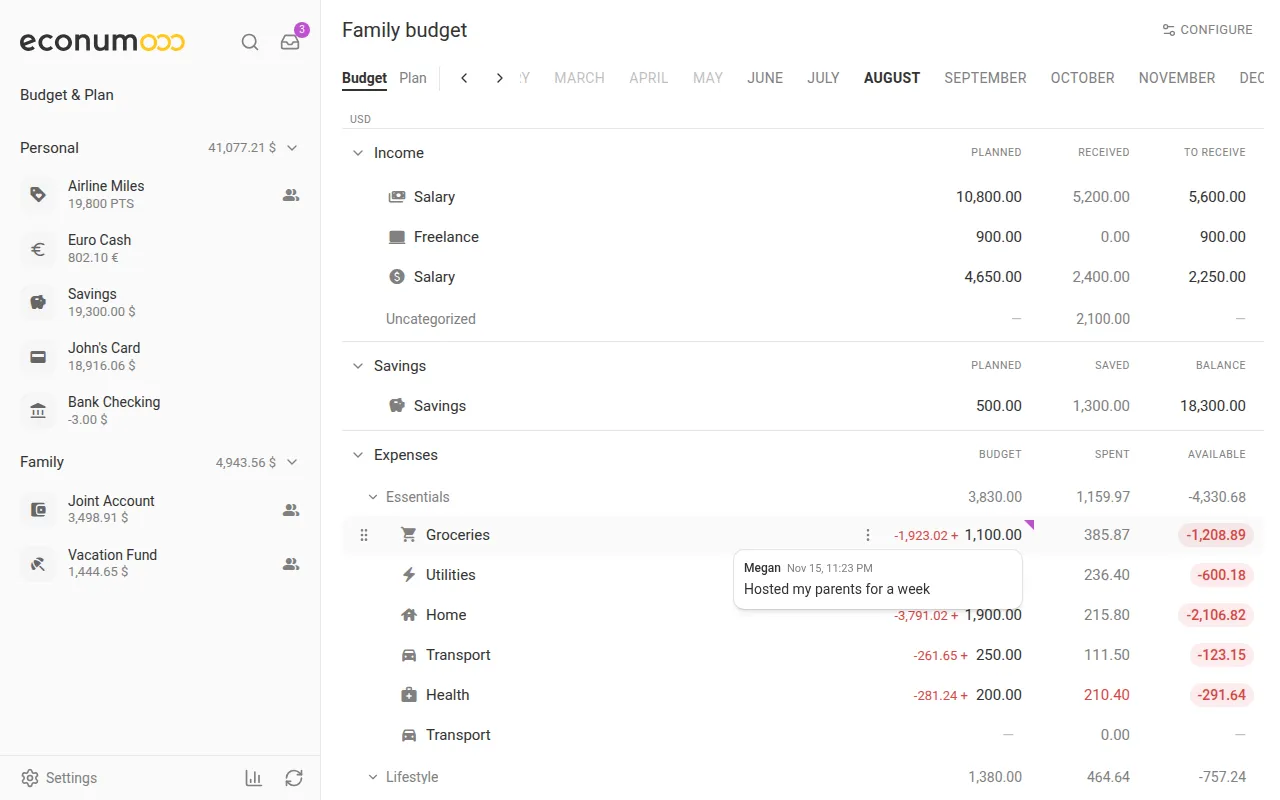 econumo
3
Budget & Plan
Personal 41,077.21 $
Airline Miles
19,800 PTS
Euro Cash
802.10 €
Savings
19,300.00 $
John's Card
18,916.06 $
Bank Checking
-3.00 $
Family 4,943.56 $
Joint Account
3,498.91 $
Vacation Fund
1,444.65 $
Settings
Family budget CONFIGURE
Budget Plan Y MARCH APRIL MAY JUNE JULY AUGUST SEPTEMBER OCTOBER NOVEMBER DEC
USD
Income PLANNED RECEIVED TO RECEIVE
Salary 10,800.00 5,200.00 5,600.00
Freelance 900.00 0.00 900.00
Salary 4,650.00 2,400.00 2,250.00
Uncategorized – 2,100.00 –
Savings PLANNED SAVED BALANCE
Savings 500.00 1,300.00 18,300.00
Expenses BUDGET SPENT AVAILABLE
Essentials 3,830.00 1,159.97 -4,330.68
Groceries -1,923.02 + 1,100.00 385.87 -1,208.89
Megan Nov 15, 11:23 PM
Hosted my parents for a week
Utilities 236.40 -600.18
Home -3,791.02 + 1,900.00 215.80 -2,106.82
Transport -261.65 + 250.00 111.50 -123.15
Health -281.24 + 200.00 210.40 -291.64
Transport – 0.00 –
Lifestyle 1,380.00 464.64 -757.24